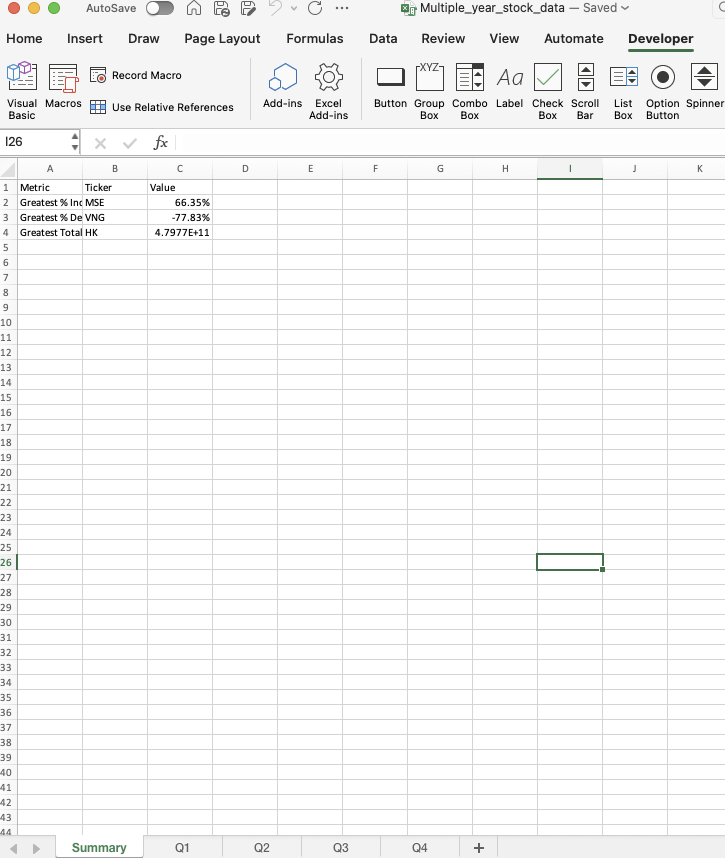 AutoSave Multiple_year_stock_data — Saved
Home Insert Draw Page Layout Formulas Data Review View Automate Developer
Visual Basic
Macros
Record Macro
Use Relative References
Add-ins
Excel Add-ins
Button
Group Box
Combo Box
Label
Check Box
Scroll Bar
List Box
Option Button
Spinner
XYZ
Aa
I26 fx
A B C D E F G H I J K
1 Metric Ticker Value
2 Greatest % Inc MSE 66.35%
3 Greatest % De VNG -77.83%
4 Greatest Total HK 4.7977E+11
5
6
7
8
9
10
11
12
13
14
15
16
17
18
19
20
21
22
23
24
25
26
27
28
29
30
31
32
33
34
35
36
37
38
39
40
41
42
43
44
Summary Q1 Q2 Q3 Q4 +